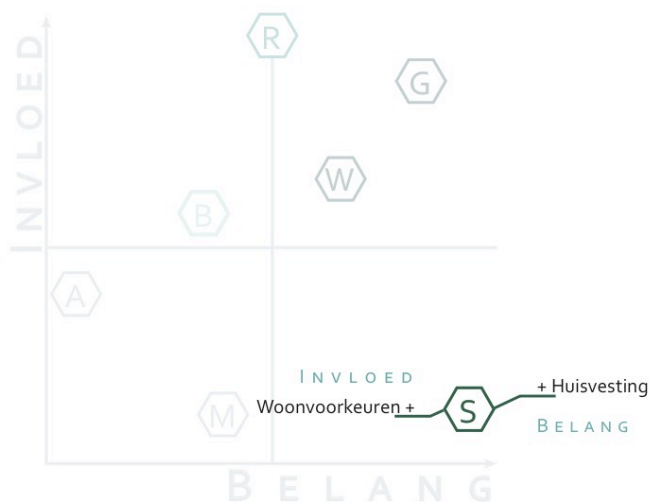 INVLOED
R
G
W
B
A
INVLOED
+ Huisvesting
Woonvoorkeuren +
S
M
BELANG
BELANG